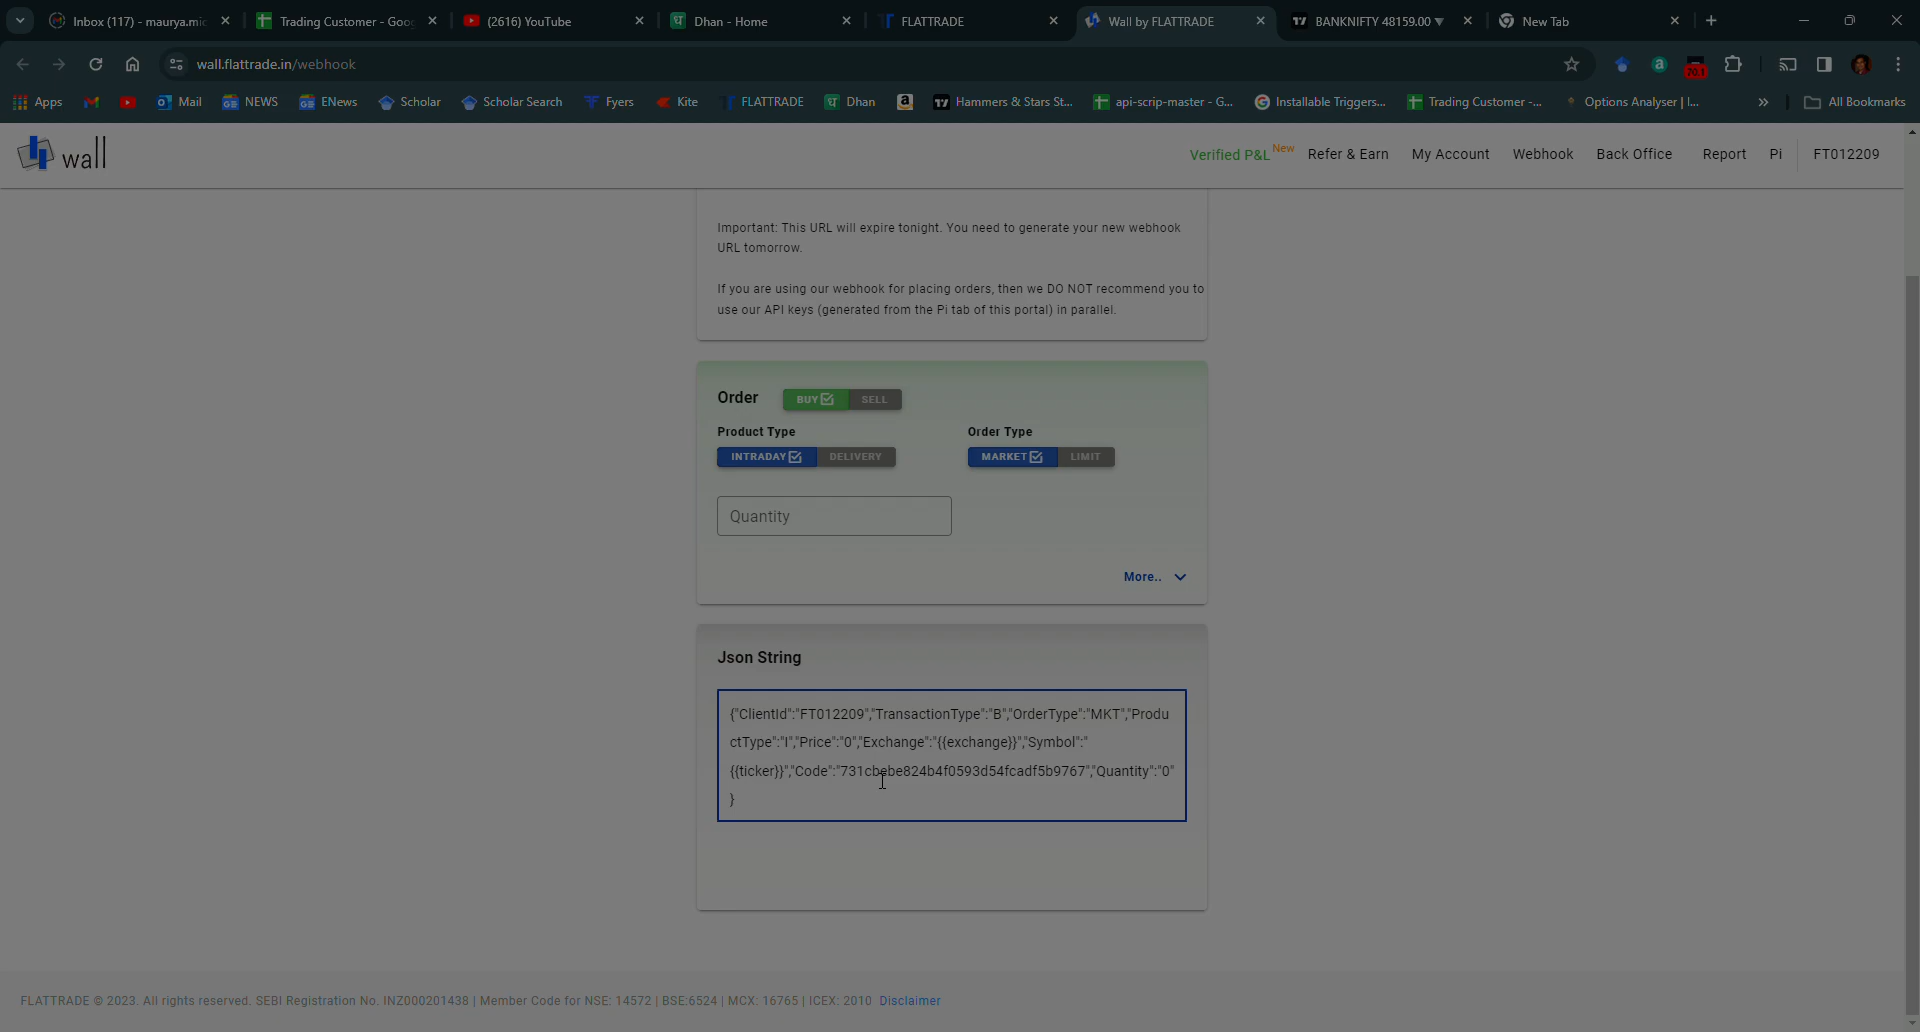 Inbox (117) - maurya.mic
Trading Customer - Goog
(2616) YouTube
Dhan - Home
FLATTRADE
Wall by FLATTRADE
BANKNIFTY 48159.00 ▼
New Tab
wall.flattrade.in/webhook
70.1
Apps
Mail
NEWS
ENews
Scholar
Scholar Search
Fyers
Kite
FLATTRADE
Dhan
Hammers & Stars St...
api-scrip-master - G...
Installable Triggers...
Trading Customer -...
Options Analyser | I...
All Bookmarks
wall
Verified P&L New
Refer & Earn
My Account
Webhook
Back Office
Report
Pi
FT012209
Important: This URL will expire tonight. You need to generate your new webhook
URL tomorrow.
If you are using our webhook for placing orders, then we DO NOT recommend you to
use our API keys (generated from the Pi tab of this portal) in parallel.
Order
BUY
SELL
Product Type
Order Type
INTRADAY
DELIVERY
MARKET
LIMIT
Quantity
More..
Json String
{"ClientId":"FT012209","TransactionType":"B","OrderType":"MKT","Produ
ctType":"I","Price":"0","Exchange":"{{exchange}}","Symbol":"
{{ticker}}","Code":"731cbebe824b4f0593d54fcadf5b9767","Quantity":"0"
}
FLATTRADE © 2023. All rights reserved. SEBI Registration No. INZ000201438 | Member Code for NSE: 14572 | BSE:6524 | MCX: 16765 | ICEX: 2010 Disclaimer